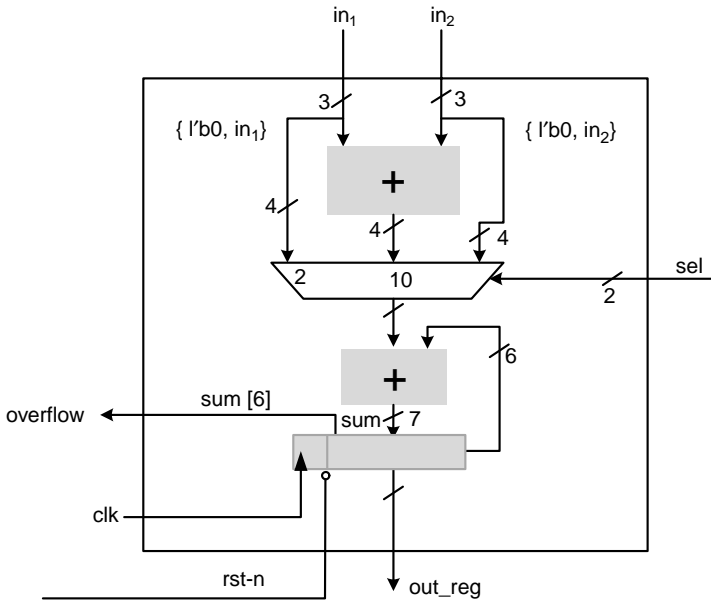 in₁ in₂
3 3
{ l'b0, in₁} { l'b0, in₂}
+
4 4 4
2 10
sel
2
6
+
sum [6]
overflow
sum 7
clk
rst-n
out_reg